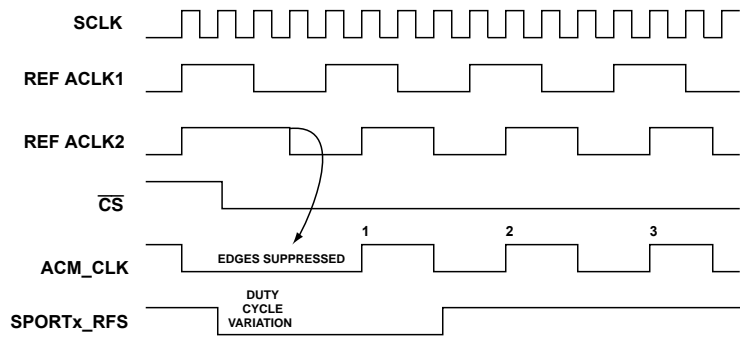 SCLK
REF ACLK1
REF ACLK2
CS
1 2 3
EDGES SUPPRESSED
ACM_CLK
DUTY
CYCLE
VARIATION
SPORTx_RFS